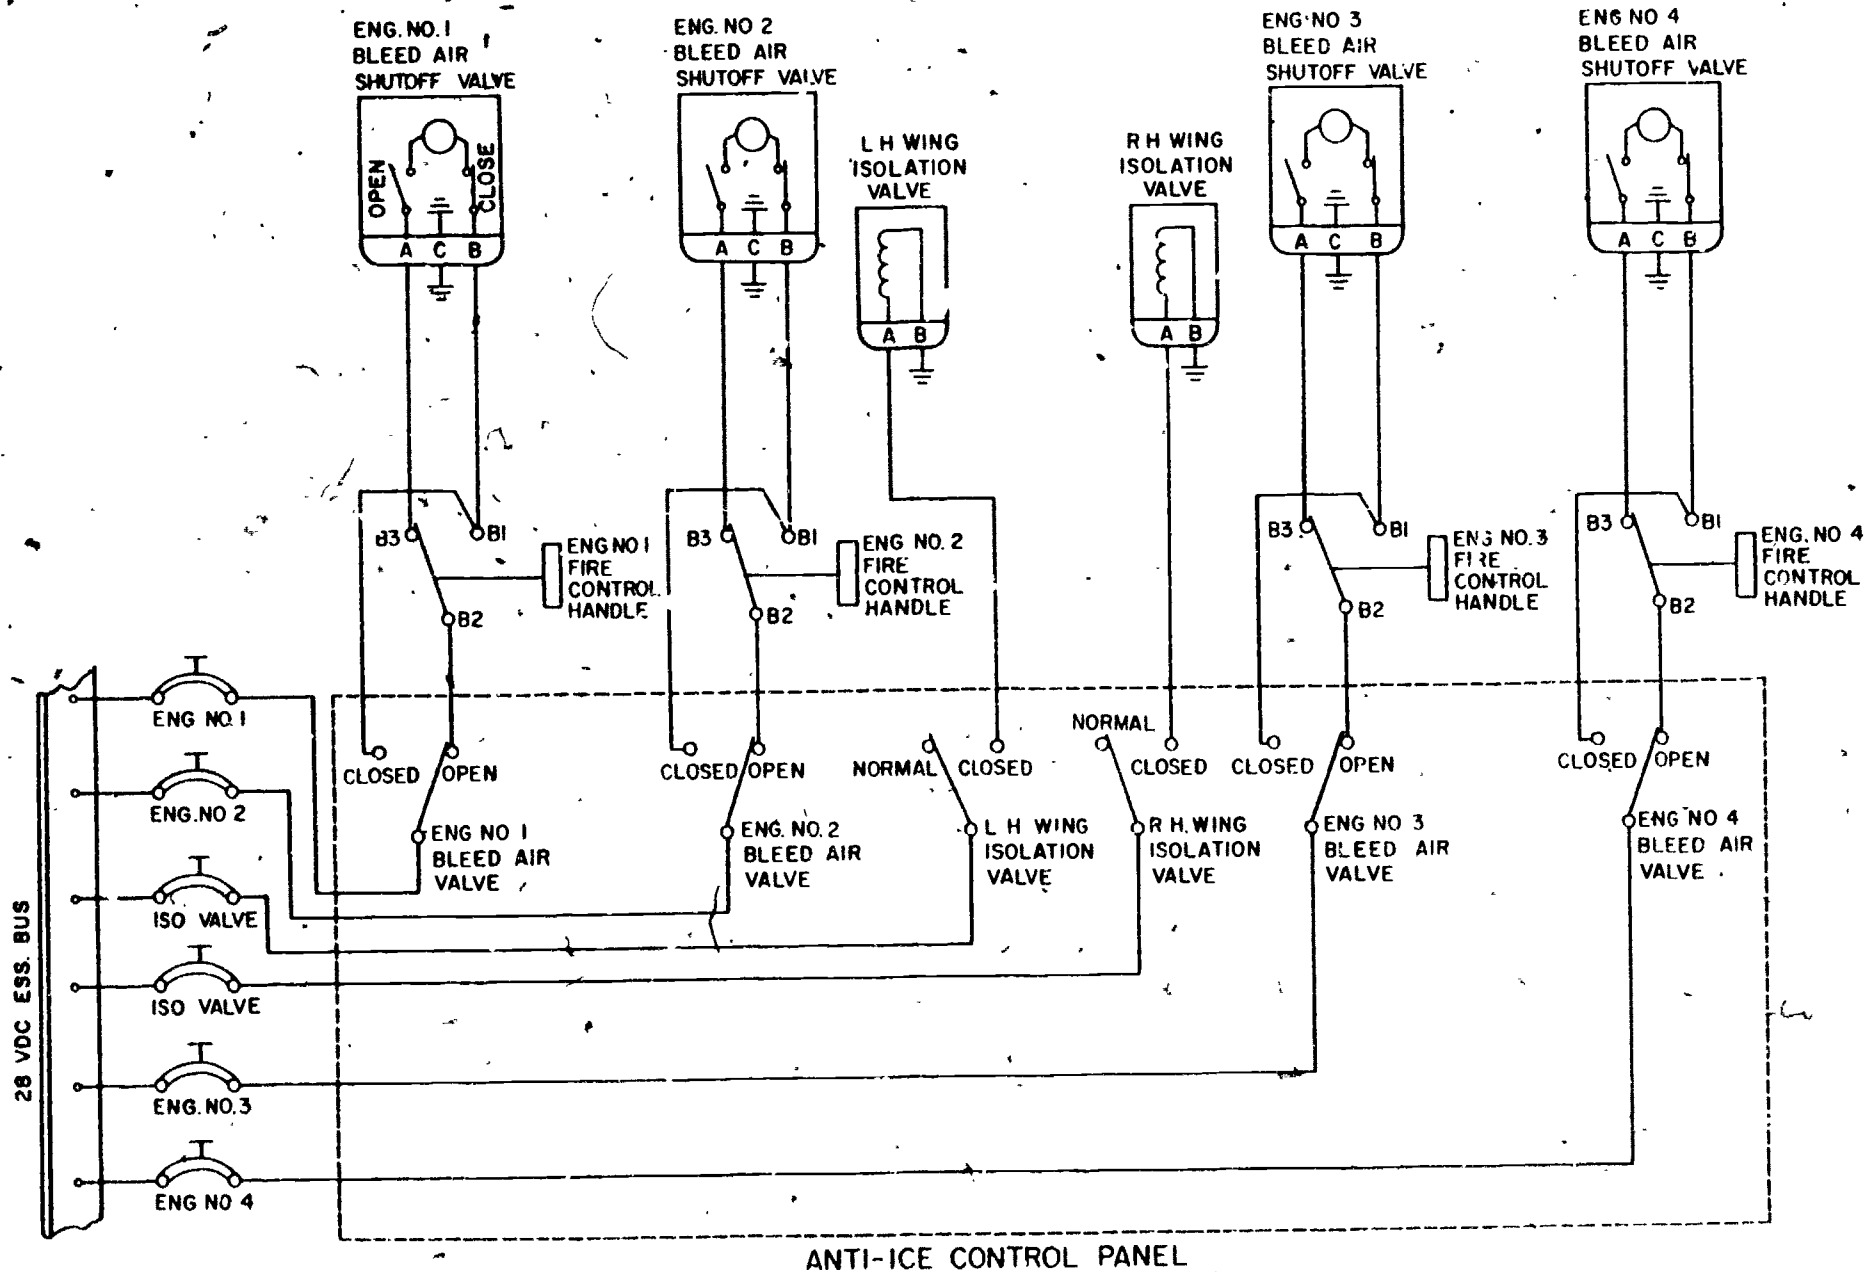 ENG. NO. 1
BLEED AIR
SHUTOFF VALVE
ENG. NO 2
BLEED AIR
SHUTOFF VALVE
ENG NO 3
BLEED AIR
SHUTOFF VALVE
ENG NO 4
BLEED AIR
SHUTOFF VALVE
L H WING
ISOLATION
VALVE
R H WING
ISOLATION
VALVE
OPEN
CLOSE
A C B
A C B
A C B
A C B
A B
A B
B3
B1
B2
ENG NO 1
FIRE
CONTROL
HANDLE
B3
B1
B2
ENG NO. 2
FIRE
CONTROL
HANDLE
B3
B1
B2
ENG NO. 3
FIRE
CONTROL
HANDLE
B3
B1
B2
ENG. NO 4
FIRE
CONTROL
HANDLE
28 VDC ESS. BUS
ENG NO. 1
ENG. NO 2
ISO VALVE
ISO VALVE
ENG. NO. 3
ENG NO 4
CLOSED OPEN
ENG NO 1
BLEED AIR
VALVE
CLOSED OPEN
ENG. NO. 2
BLEED AIR
VALVE
NORMAL CLOSED
L H WING
ISOLATION
VALVE
NORMAL
CLOSED
R H. WING
ISOLATION
VALVE
CLOSED OPEN
ENG NO 3
BLEED AIR
VALVE
CLOSED OPEN
ENG NO 4
BLEED AIR
VALVE .
ANTI-ICE CONTROL PANEL